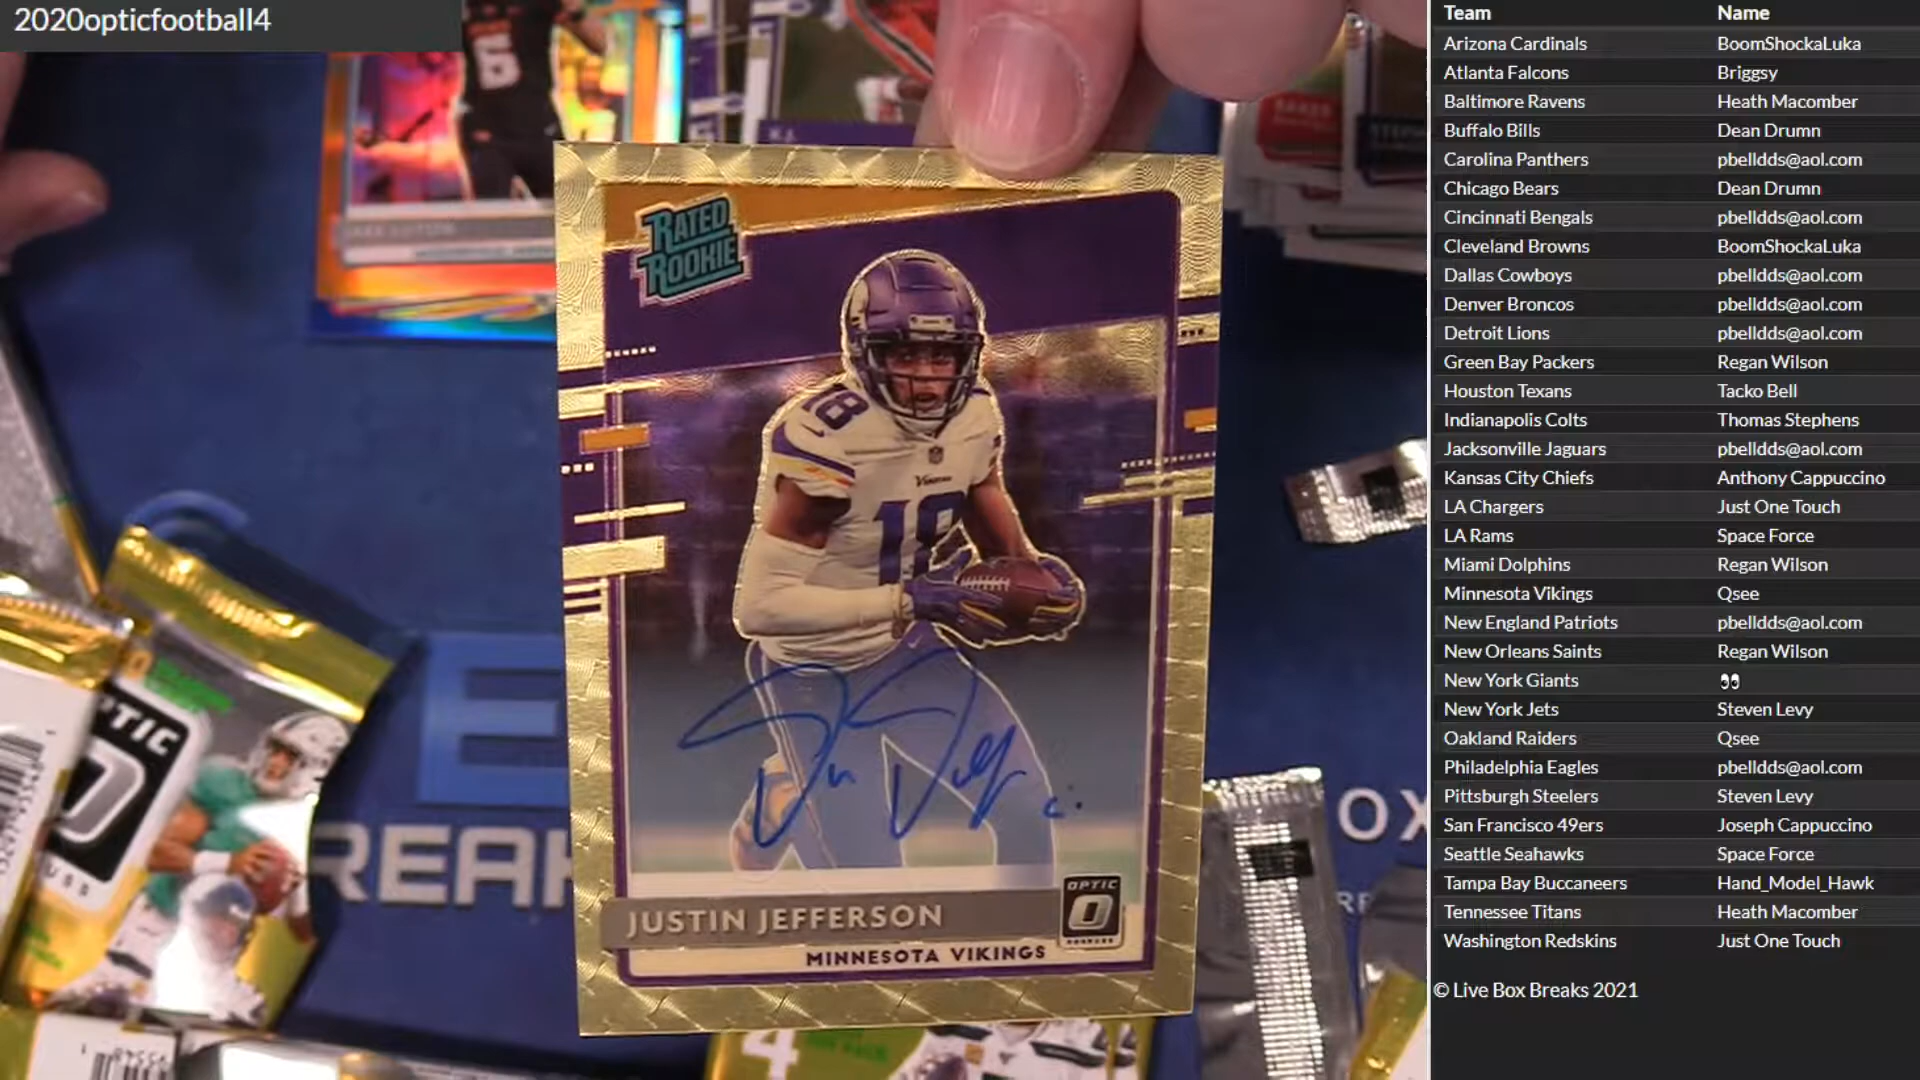 2020opticfootball4
6
K.J.
RATED
ROOKIE
18
VIKINGS
18
JUSTIN JEFFERSON
OPTIC
MINNESOTA VIKINGS
OPTIC
4
E
REAK
OX
Team Name
Arizona Cardinals BoomShockaLuka
Atlanta Falcons Briggsy
Baltimore Ravens Heath Macomber
Buffalo Bills Dean Drumn
Carolina Panthers pbelldds@aol.com
Chicago Bears Dean Drumn
Cincinnati Bengals pbelldds@aol.com
Cleveland Browns BoomShockaLuka
Dallas Cowboys pbelldds@aol.com
Denver Broncos pbelldds@aol.com
Detroit Lions pbelldds@aol.com
Green Bay Packers Regan Wilson
Houston Texans Tacko Bell
Indianapolis Colts Thomas Stephens
Jacksonville Jaguars pbelldds@aol.com
Kansas City Chiefs Anthony Cappuccino
LA Chargers Just One Touch
LA Rams Space Force
Miami Dolphins Regan Wilson
Minnesota Vikings Qsee
New England Patriots pbelldds@aol.com
New Orleans Saints Regan Wilson
New York Giants 👀
New York Jets Steven Levy
Oakland Raiders Qsee
Philadelphia Eagles pbelldds@aol.com
Pittsburgh Steelers Steven Levy
San Francisco 49ers Joseph Cappuccino
Seattle Seahawks Space Force
Tampa Bay Buccaneers Hand_Model_Hawk
Tennessee Titans Heath Macomber
Washington Redskins Just One Touch
© Live Box Breaks 2021